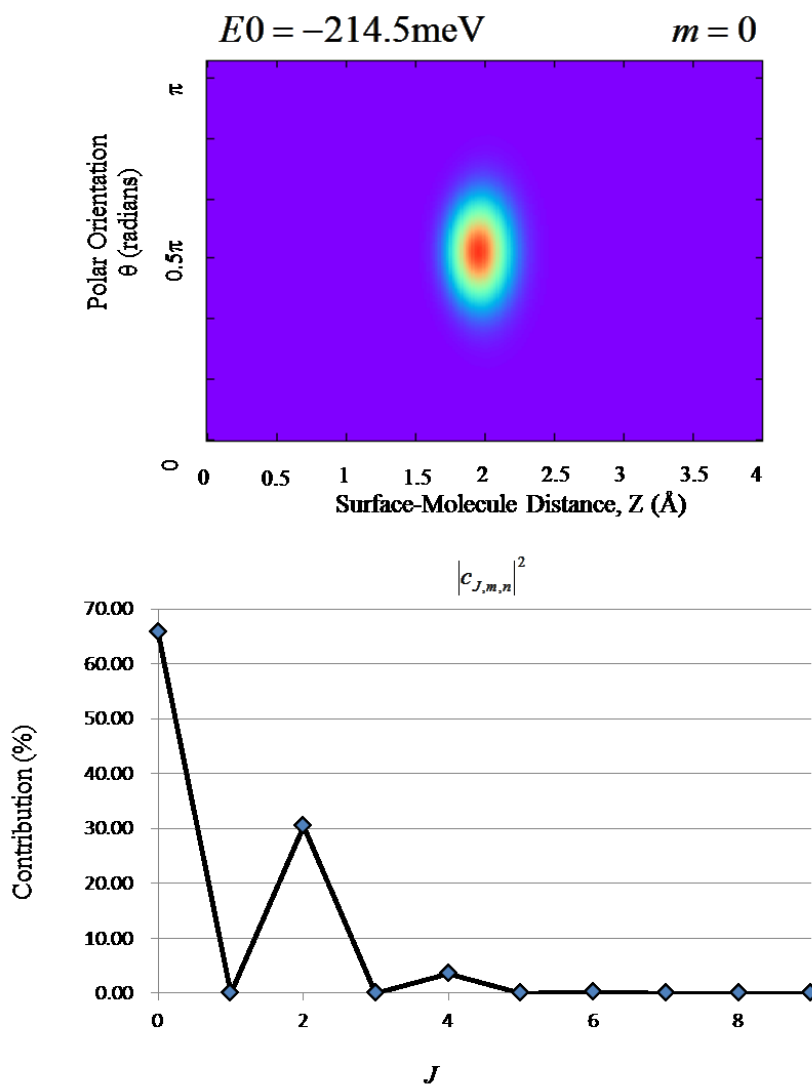 E0 = −214.5meV m = 0
Polar Orientation
θ (radians)
π
0.5π
0
0 0.5 1 1.5 2 2.5 3 3.5 4
Surface-Molecule Distance, Z (Å)
|c_{J,m,n}|²
Contribution (%)
70.00
60.00
50.00
40.00
30.00
20.00
10.00
0.00
0 2 4 6 8
J